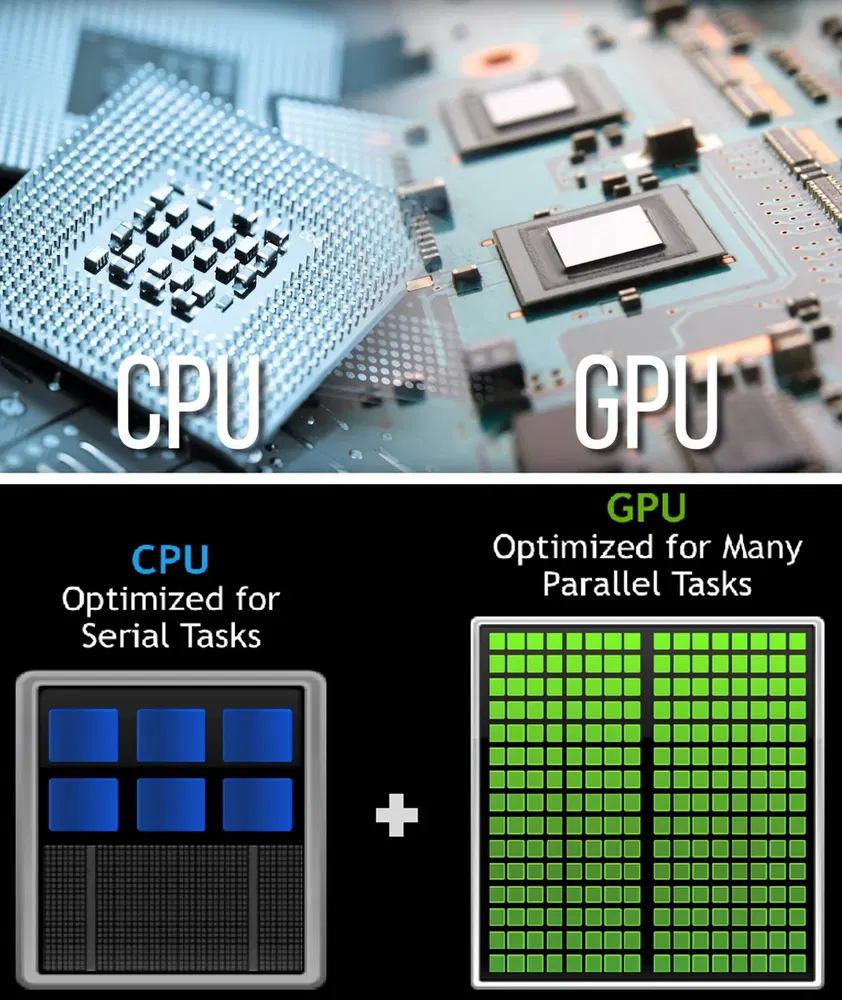 CPU
GPU
CPU
Optimized for
Serial Tasks
GPU
Optimized for Many
Parallel Tasks
+